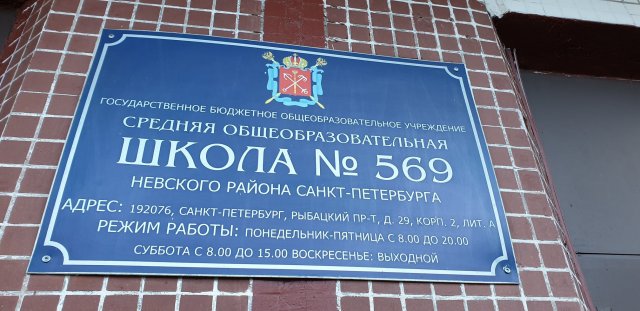 ГОСУДАРСТВЕННОЕ БЮДЖЕТНОЕ ОБЩЕОБРАЗОВАТЕЛЬНОЕ УЧРЕЖДЕНИЕ
СРЕДНЯЯ ОБЩЕОБРАЗОВАТЕЛЬНАЯ
ШКОЛА № 569
НЕВСКОГО РАЙОНА САНКТ-ПЕТЕРБУРГА
АДРЕС: 192076, САНКТ-ПЕТЕРБУРГ, РЫБАЦКИЙ ПР-Т, Д. 29, КОРП. 2, ЛИТ. А
РЕЖИМ РАБОТЫ: ПОНЕДЕЛЬНИК-ПЯТНИЦА С 8.00 ДО 20.00
СУББОТА С 8.00 ДО 15.00 ВОСКРЕСЕНЬЕ: ВЫХОДНОЙ